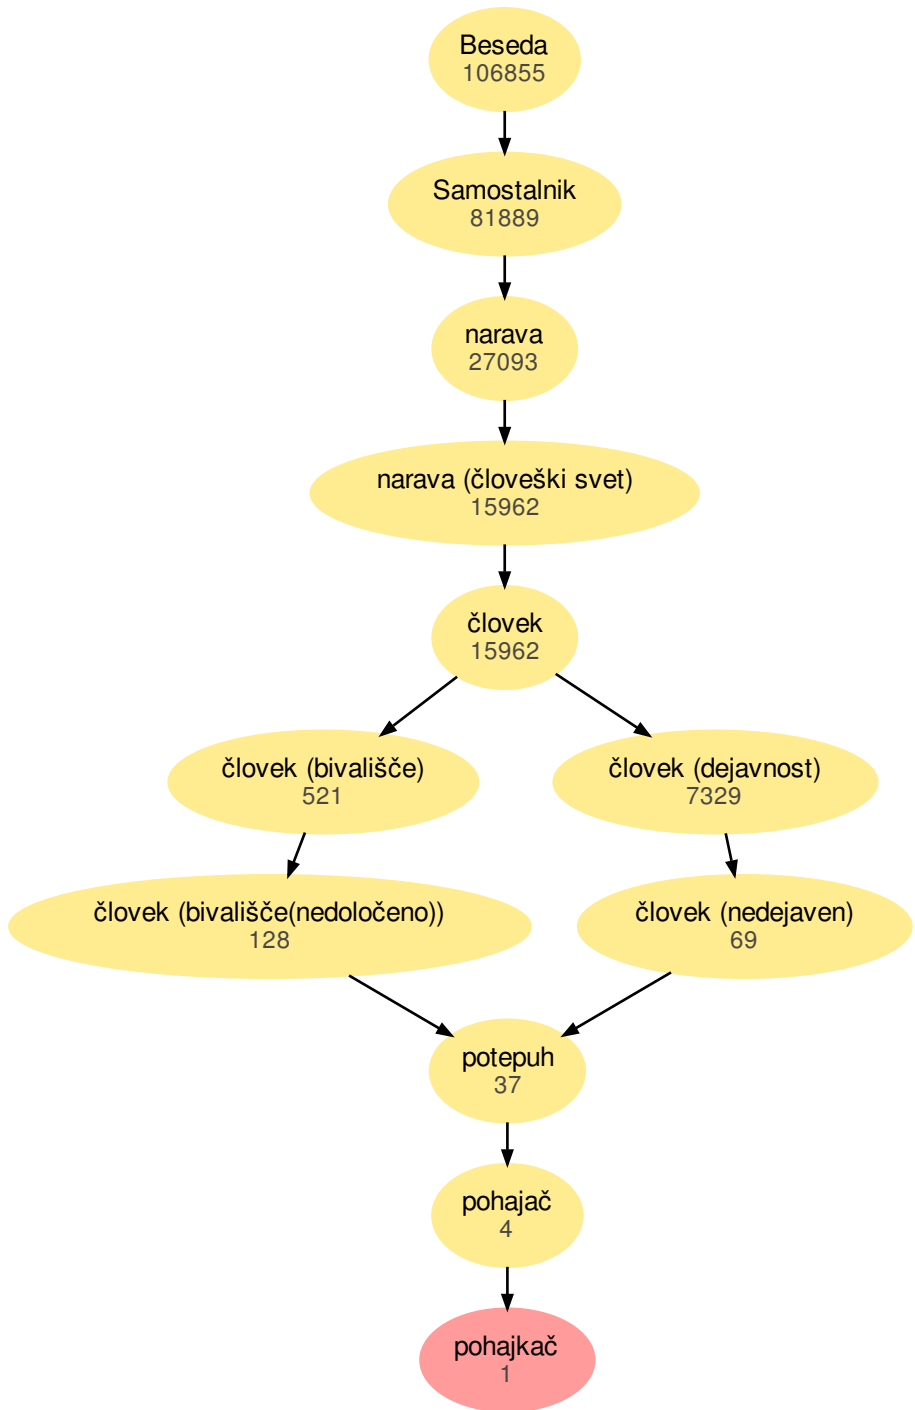 Beseda
106855
Samostalnik
81889
narava
27093
narava (človeški svet)
15962
človek
15962
človek (bivališče)
521
človek (dejavnost)
7329
človek (bivališče(nedoločeno))
128
človek (nedejaven)
69
potepuh
37
pohajač
4
pohajkač
1